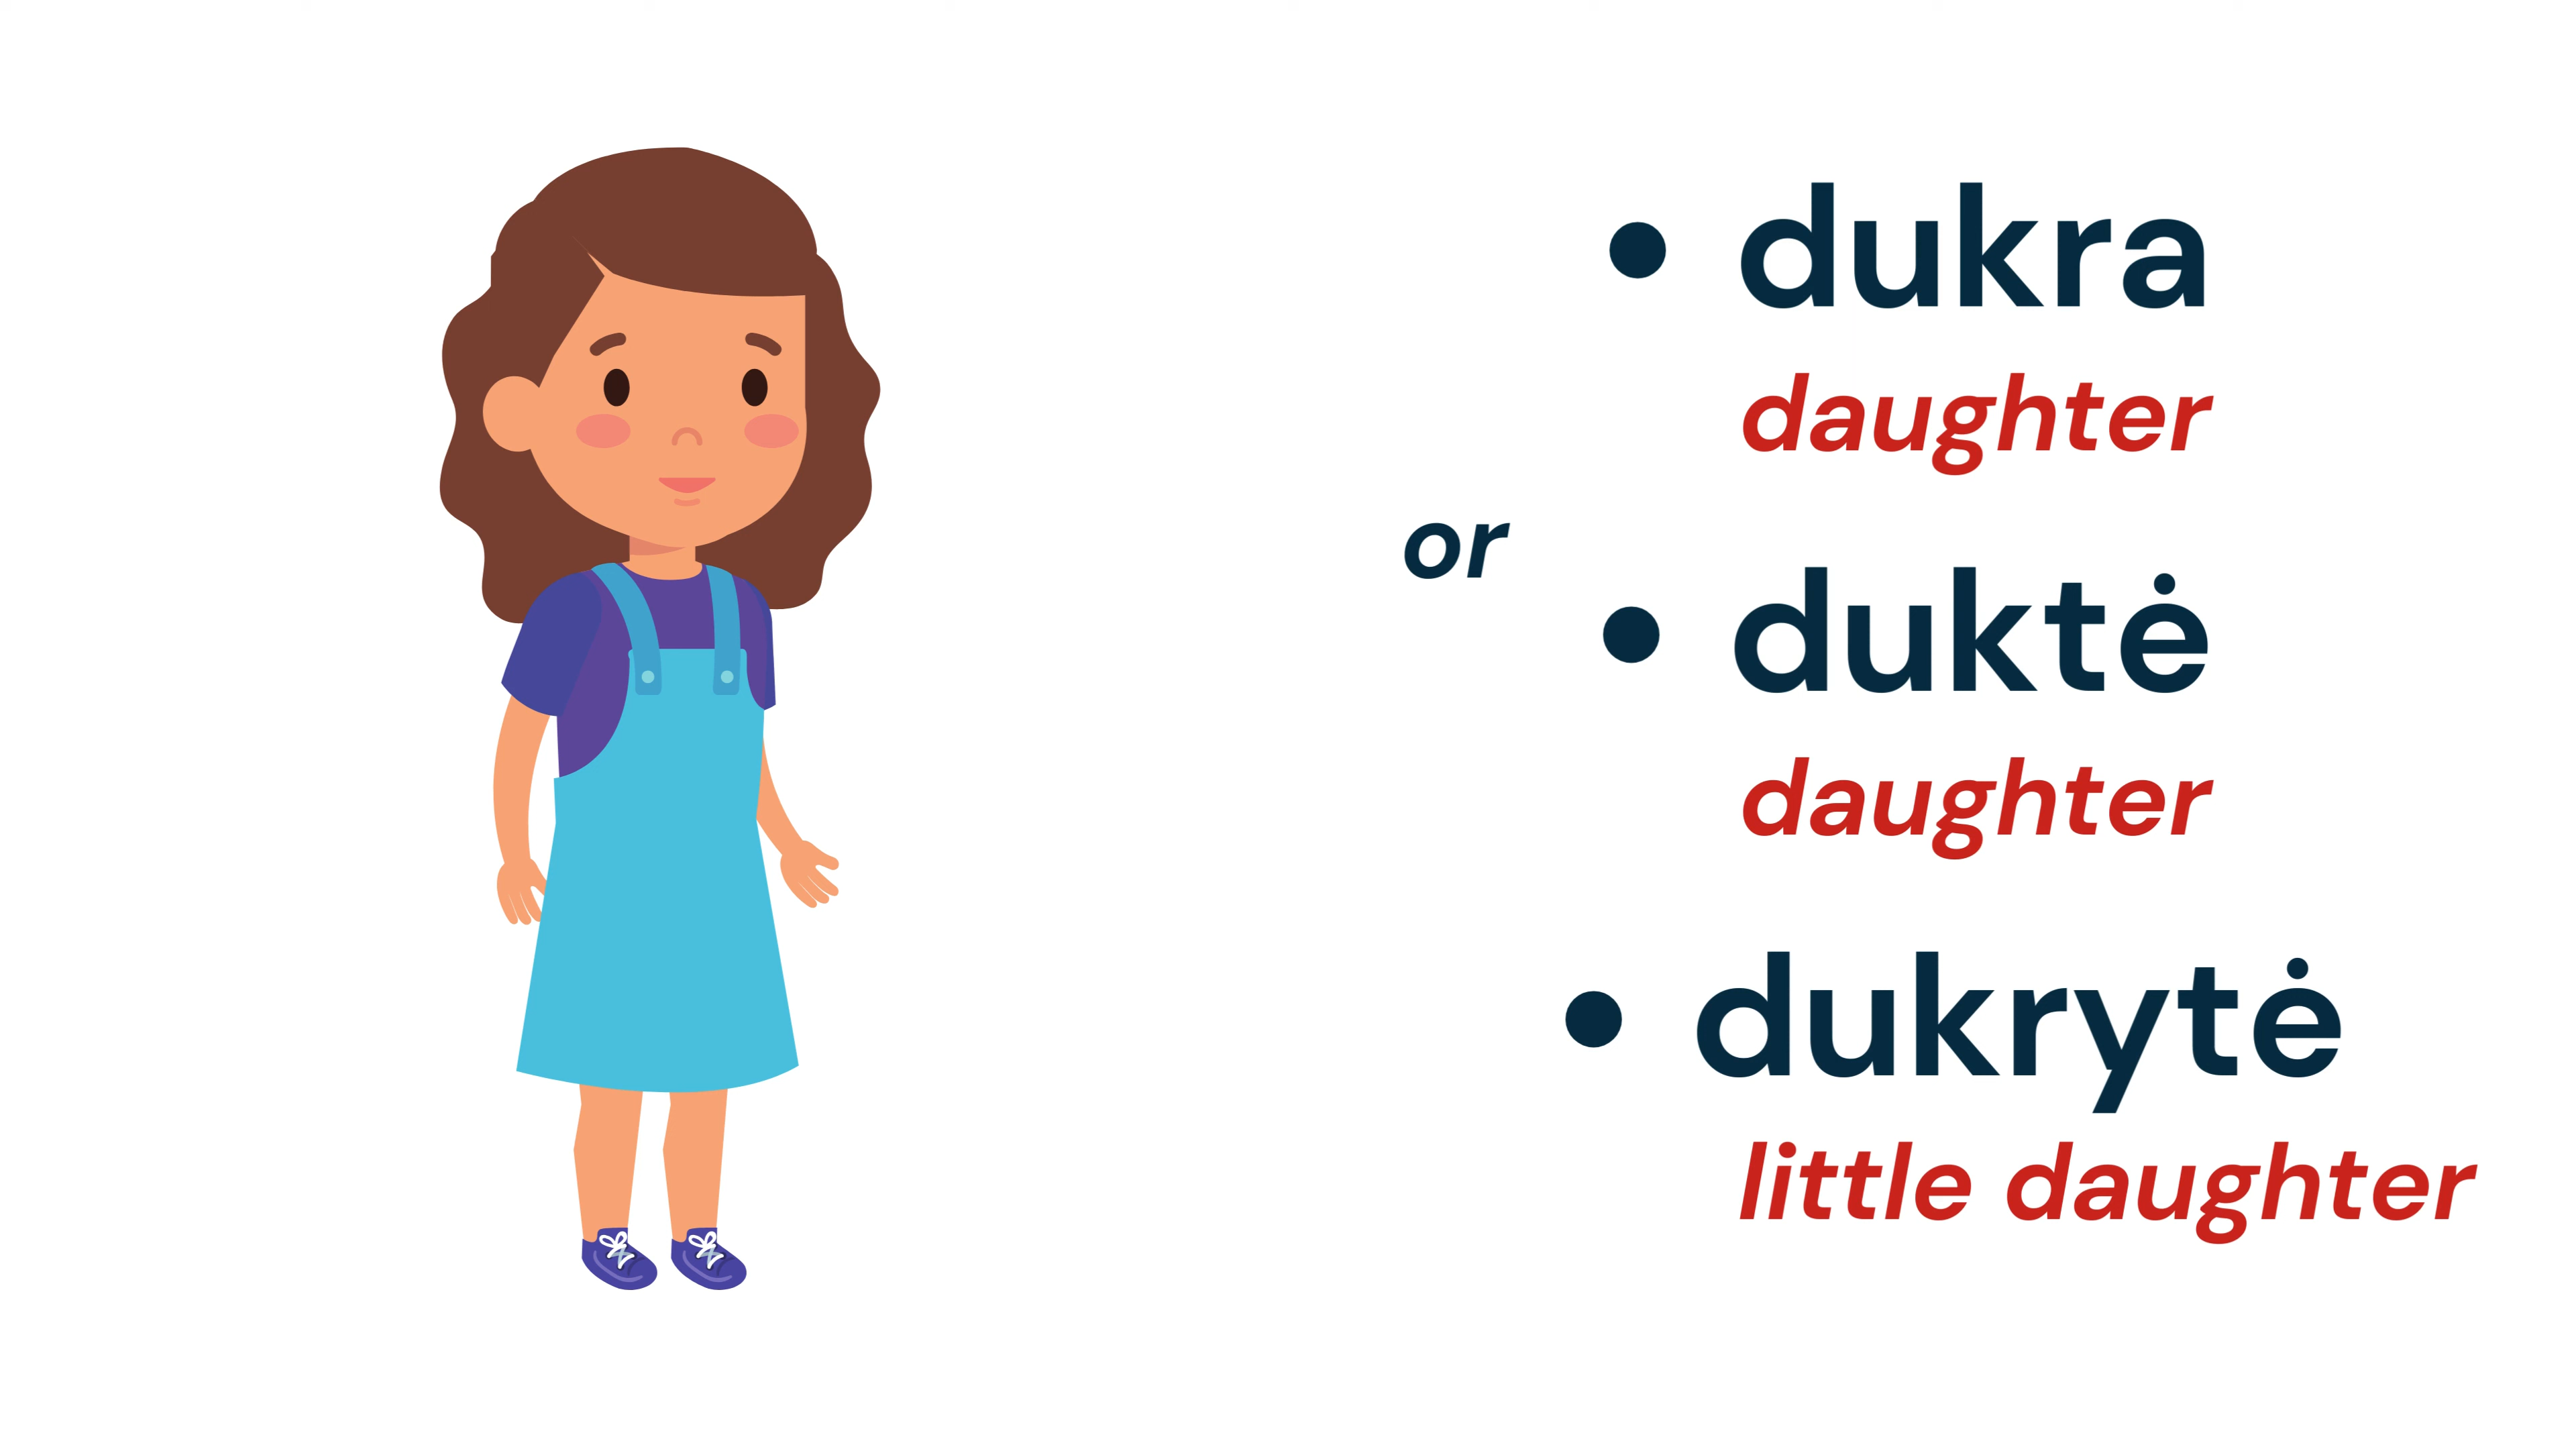 • dukra
daughter
or
• duktė
daughter
• dukrytė
little daughter